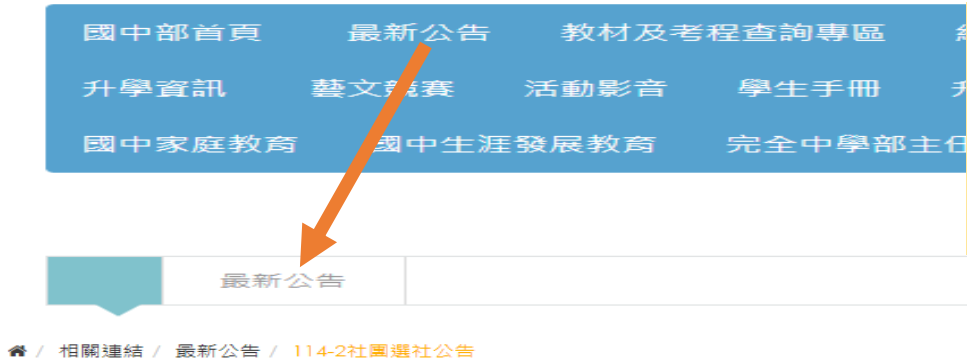 國中部首頁 最新公告 教材及考程查詢專區
升學資訊 藝文競賽 活動影音 學生手冊
國中家庭教育 國中生涯發展教育 完全中學部主任
最新公告
/ 相關連結 / 最新公告 / 114-2社團選社公告